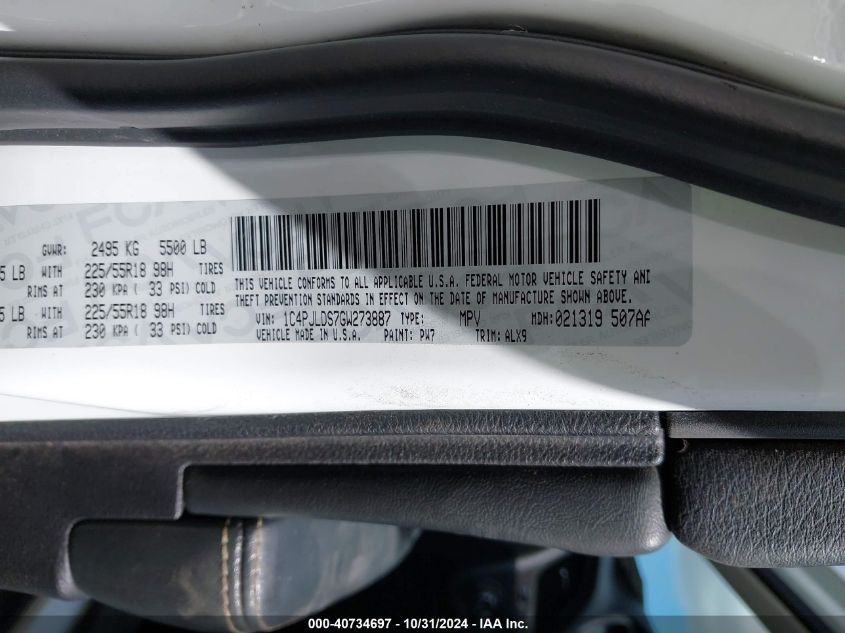 GVWR: 2495 KG 5500 LB
5 LB WITH 225/55R18 98H TIRES
RIMS AT 230 KPA ( 33 PSI) COLD
5 LB WITH 225/55R18 98H TIRES
RIMS AT 230 KPA ( 33 PSI) COLD
THIS VEHICLE CONFORMS TO ALL APPLICABLE U.S.A. FEDERAL MOTOR VEHICLE SAFETY AND
THEFT PREVENTION STANDARDS IN EFFECT ON THE DATE OF MANUFACTURE SHOWN ABOVE.
VIN: 1C4PJLDS7GW273887 TYPE: MPV MDH:021319 507AA
VEHICLE MADE IN U.S.A. PAINT: PW7 TRIM: ALX9
000-40734697 - 10/31/2024 - IAA Inc.